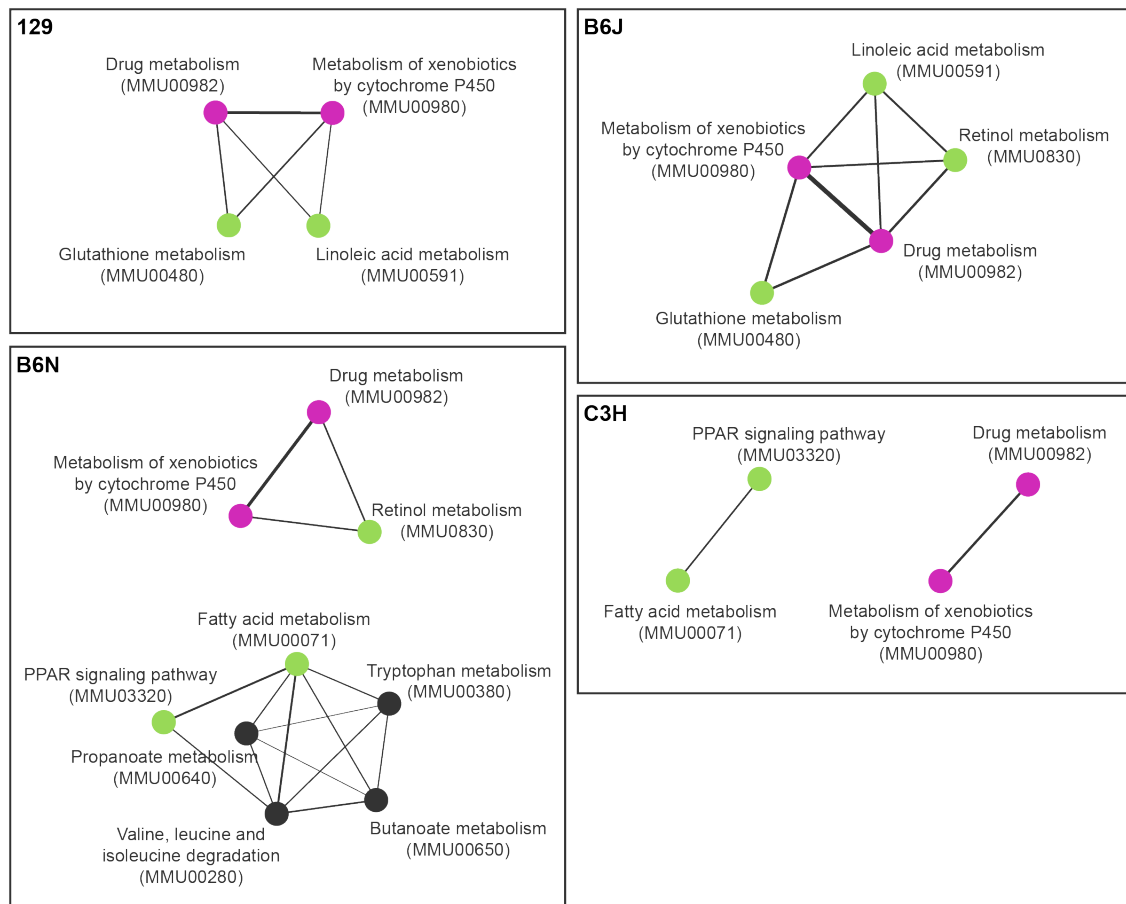 129
Drug metabolism
(MMU00982)
Metabolism of xenobiotics
by cytochrome P450
(MMU00980)
Glutathione metabolism
(MMU00480)
Linoleic acid metabolism
(MMU00591)
B6J
Linoleic acid metabolism
(MMU00591)
Metabolism of xenobiotics
by cytochrome P450
(MMU00980)
Retinol metabolism
(MMU0830)
Drug metabolism
(MMU00982)
Glutathione metabolism
(MMU00480)
B6N
Drug metabolism
(MMU00982)
Metabolism of xenobiotics
by cytochrome P450
(MMU00980)
Retinol metabolism
(MMU0830)
Fatty acid metabolism
(MMU00071)
PPAR signaling pathway
(MMU03320)
Tryptophan metabolism
(MMU00380)
Propanoate metabolism
(MMU00640)
Valine, leucine and
isoleucine degradation
(MMU00280)
Butanoate metabolism
(MMU00650)
C3H
PPAR signaling pathway
(MMU03320)
Drug metabolism
(MMU00982)
Fatty acid metabolism
(MMU00071)
Metabolism of xenobiotics
by cytochrome P450
(MMU00980)